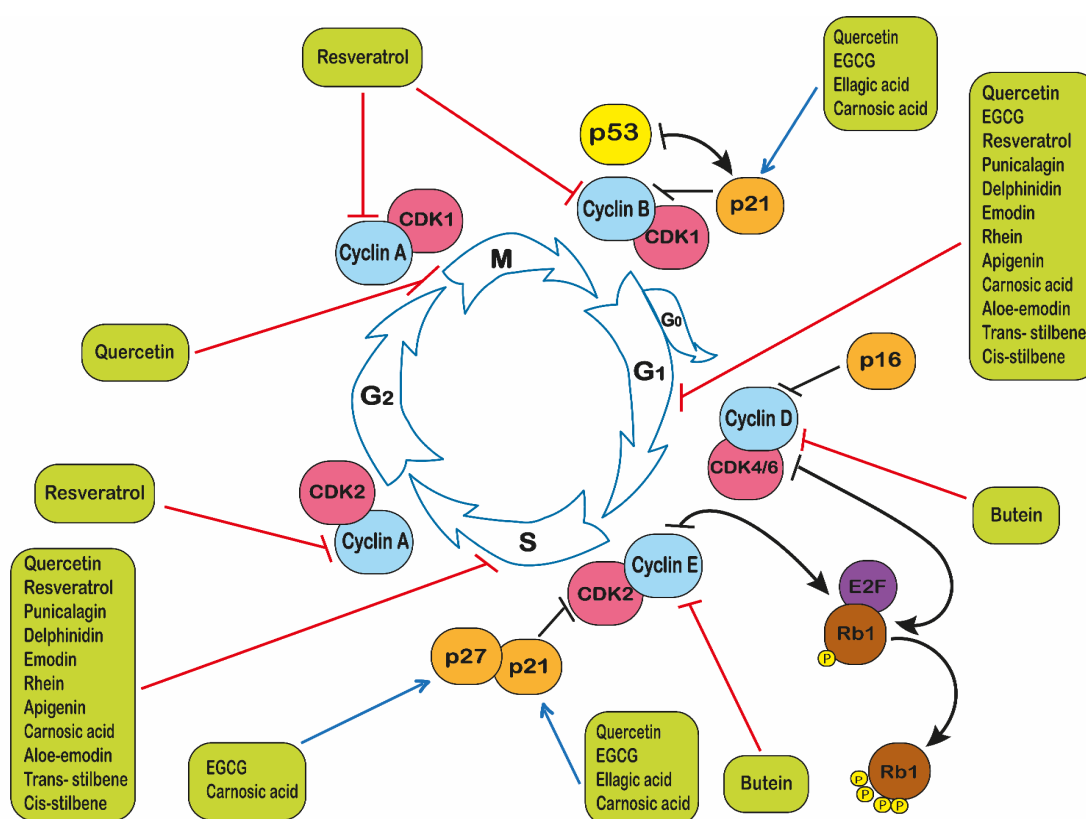 Resveratrol
Quercetin
EGCG
Ellagic acid
Carnosic acid
Quercetin
EGCG
Resveratrol
Punicalagin
Delphinidin
Emodin
Rhein
Apigenin
Carnosic acid
Aloe-emodin
Trans- stilbene
Cis-stilbene
p53
p21
Cyclin B
CDK1
CDK1
Cyclin A
M
G0
G1
G2
S
Quercetin
p16
Cyclin D
CDK4/6
Butein
Resveratrol
CDK2
Cyclin A
Cyclin E
CDK2
E2F
Rb1
P
Quercetin
Resveratrol
Punicalagin
Delphinidin
Emodin
Rhein
Apigenin
Carnosic acid
Aloe-emodin
Trans- stilbene
Cis-stilbene
p27
p21
EGCG
Carnosic acid
Quercetin
EGCG
Ellagic acid
Carnosic acid
Butein
Rb1
P
P
P
P